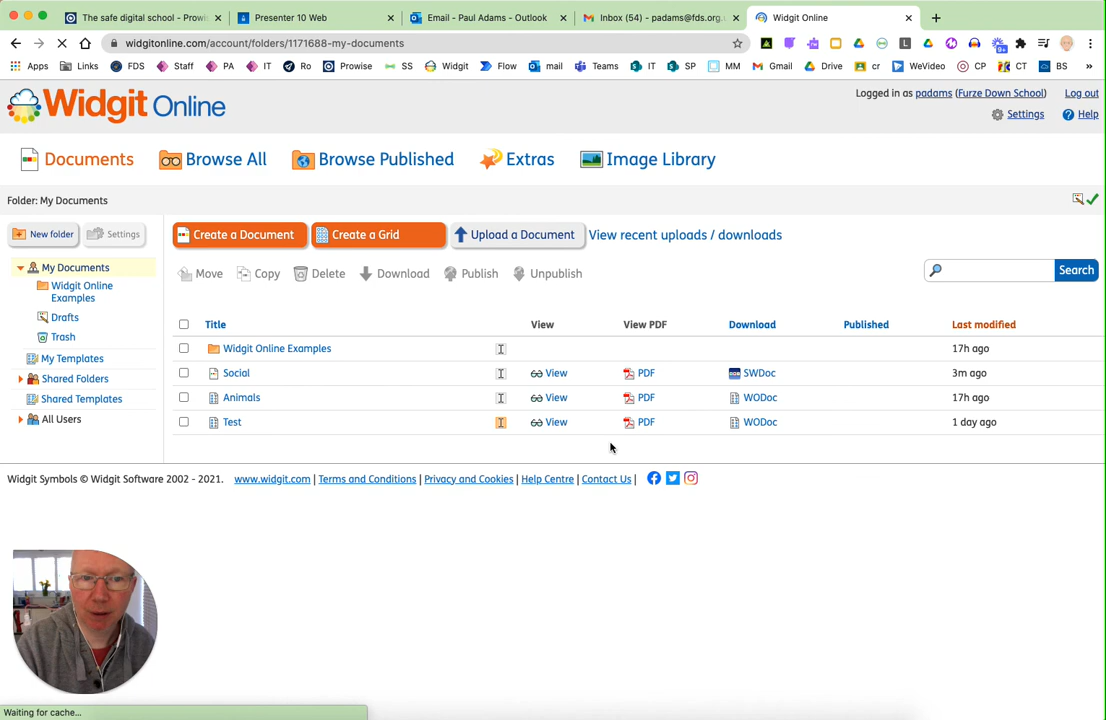 The safe digital school - Prowi
Presenter 10 Web
Email - Paul Adams - Outlook
Inbox (54) - padams@fds.org.u
Widgit Online
widgitonline.com/account/folders/1171688-my-documents
Apps Links FDS Staff PA IT Ro Prowise SS Widgit Flow mail Teams IT SP MM Gmail Drive cr WeVideo CP CT BS »
Widgit Online
Logged in as padams (Furze Down School) Log out
Settings Help
Documents Browse All Browse Published Extras Image Library
Folder: My Documents
New folder Settings
Create a Document Create a Grid Upload a Document View recent uploads / downloads
My Documents
Widgit Online
Examples
Drafts
Trash
My Templates
Shared Folders
Shared Templates
All Users
Move Copy Delete Download Publish Unpublish
Search
Title View View PDF Download Published Last modified
Widgit Online Examples 17h ago
Social View PDF SWDoc 3m ago
Animals View PDF WODoc 17h ago
Test View PDF WODoc 1 day ago
Widgit Symbols © Widgit Software 2002 - 2021. www.widgit.com | Terms and Conditions | Privacy and Cookies | Help Centre | Contact Us |
Waiting for cache...